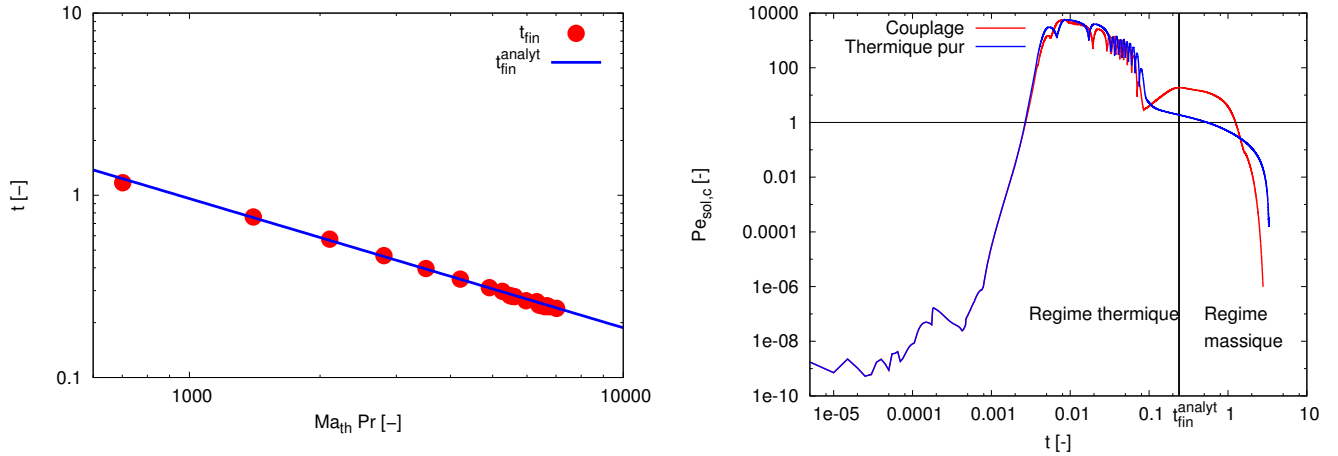 10
1
0.1
t [–]
1000
10000
Ma_th Pr [–]
t_fin
t_fin^analyt
10000
100
1
0.01
0.0001
1e-06
1e-08
1e-10
Pe_sol,c [-]
Couplage
Thermique pur
Regime thermique
Regime
massique
1e-05
0.0001
0.001
0.01
0.1
t_fin^analyt
1
10
t [-]